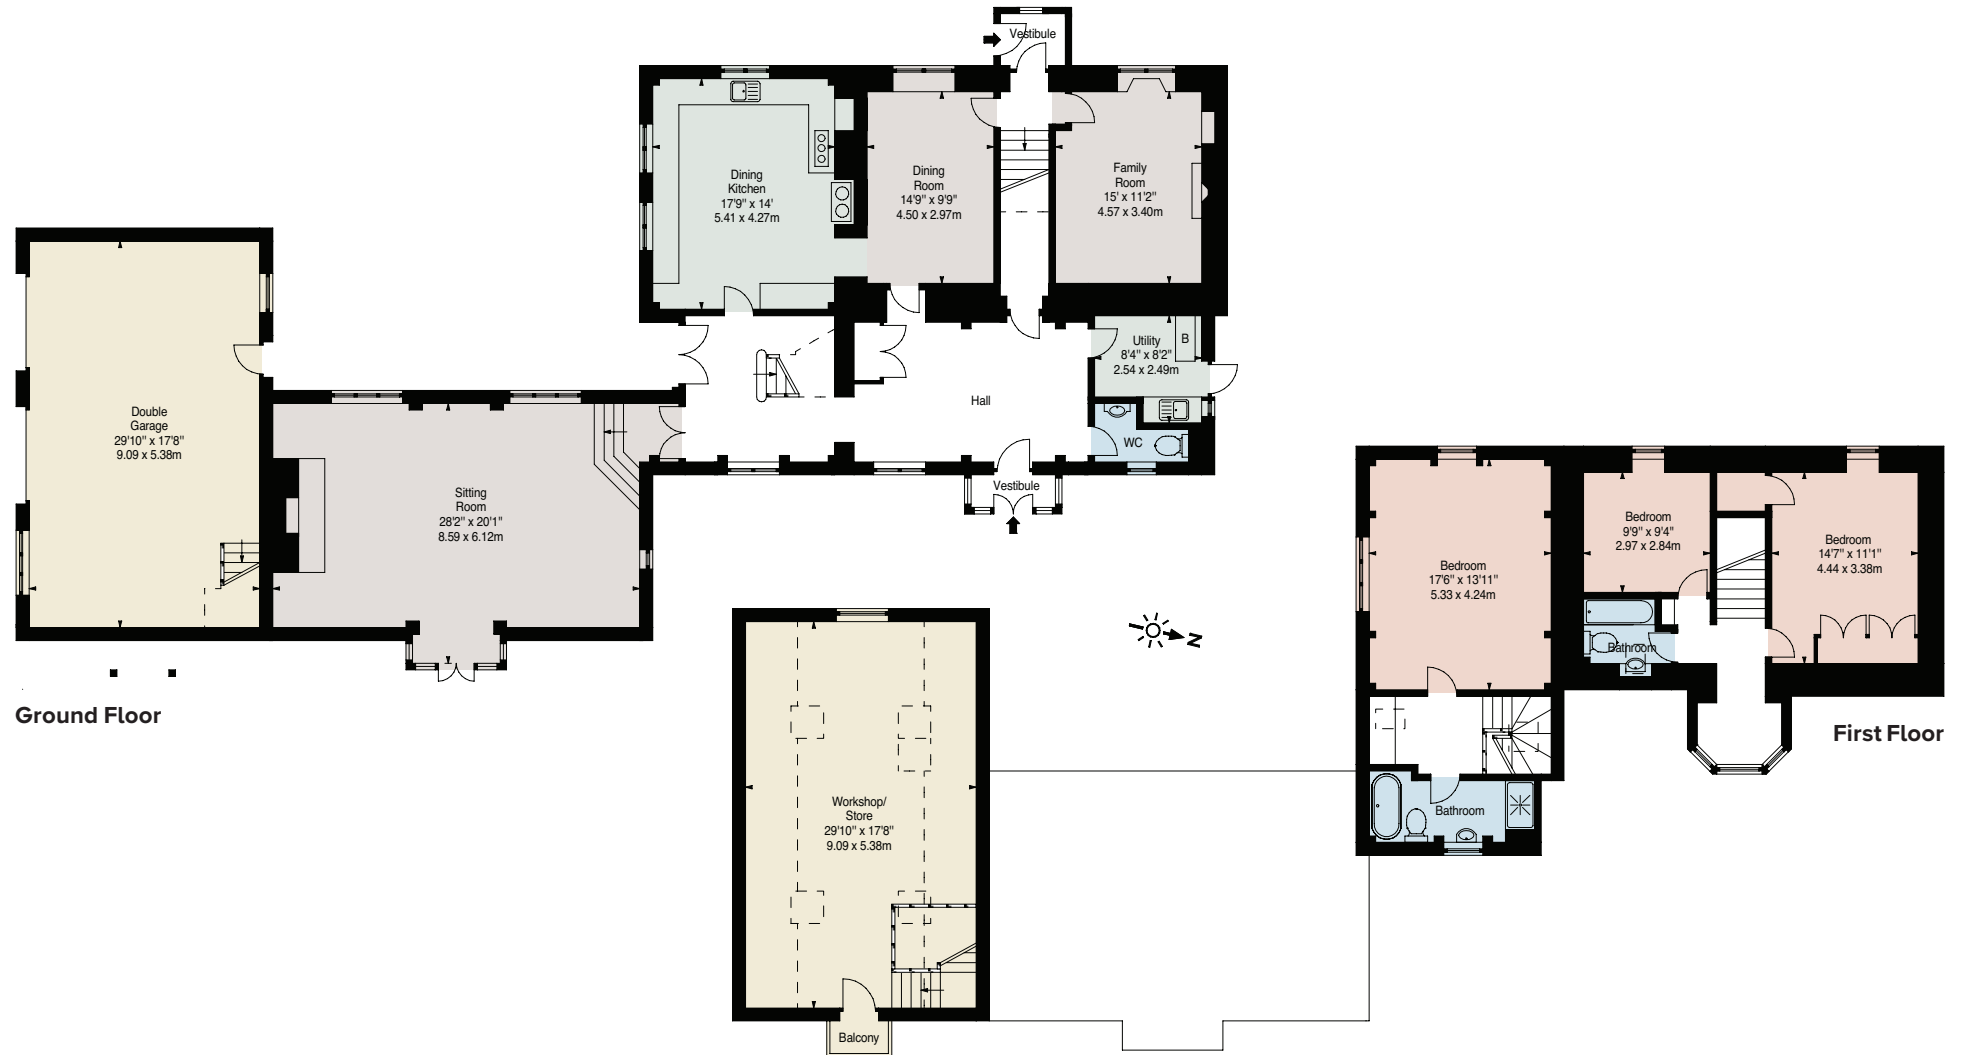 Vestibule
Dining
Kitchen
17'9" x 14'
5.41 x 4.27m
Dining
Room
14'9" x 9'9"
4.50 x 2.97m
Family
Room
15' x 11'2"
4.57 x 3.40m
Utility
8'4" x 8'2"
2.54 x 2.49m
B
Hall
WC
Vestibule
Double
Garage
29'10" x 17'8"
9.09 x 5.38m
Sitting
Room
28'2" x 20'1"
8.59 x 6.12m
Ground Floor
Bedroom
17'6" x 13'11"
5.33 x 4.24m
Bedroom
9'9" x 9'4"
2.97 x 2.84m
Bedroom
14'7" x 11'1"
4.44 x 3.38m
Bathroom
Bathroom
First Floor
N
Workshop/
Store
29'10" x 17'8"
9.09 x 5.38m
Balcony